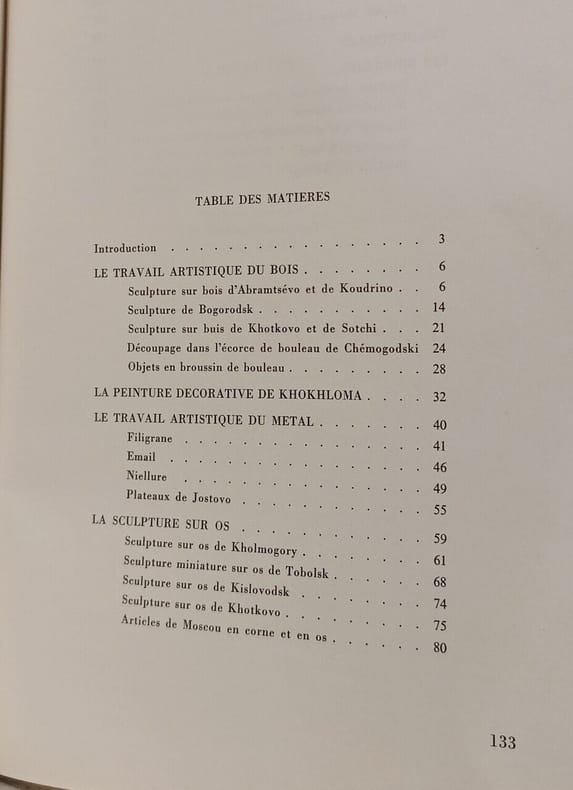 TABLE DES MATIERES
Introduction . . . . . . . . . . . . . . . . . . 3
LE TRAVAIL ARTISTIQUE DU BOIS . . . . . . . . 6
Sculpture sur bois d'Abramtsévo et de Koudrino . . 6
Sculpture de Bogorodsk . . . . . . . . . . . 14
Sculpture sur buis de Khotkovo et de Sotchi . . . 21
Découpage dans l'écorce de bouleau de Chémogodski 24
Objets en broussin de bouleau . . . . . . . . . 28
LA PEINTURE DECORATIVE DE KHOKHLOMA . . . . 32
LE TRAVAIL ARTISTIQUE DU METAL . . . . . . . 40
Filigrane . . . . . . . . . . . . . . . . 41
Email . . . . . . . . . . . . . . . . . 46
Niellure . . . . . . . . . . . . . . . . 49
Plateaux de Jostovo . . . . . . . . . . . . 55
LA SCULPTURE SUR OS . . . . . . . . . . . . 59
Sculpture sur os de Kholmogory . . . . . . . . 61
Sculpture miniature sur os de Tobolsk . . . . . . 68
Sculpture sur os de Kislovodsk . . . . . . . . 74
Sculpture sur os de Khotkovo . . . . . . . . . 75
Articles de Moscou en corne et en os . . . . . . 80
133